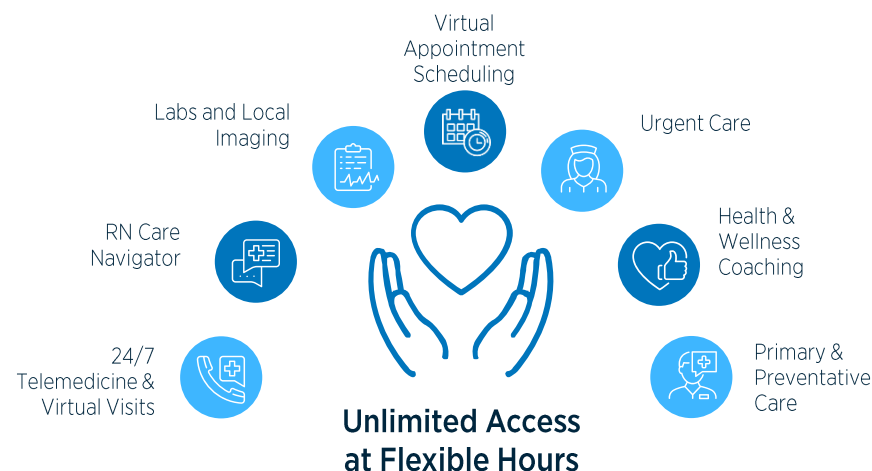 Virtual
Appointment
Scheduling
Labs and Local
Imaging
Urgent Care
RN Care
Navigator
Health &
Wellness
Coaching
24/7
Telemedicine &
Virtual Visits
Primary &
Preventative
Care
Unlimited Access
at Flexible Hours